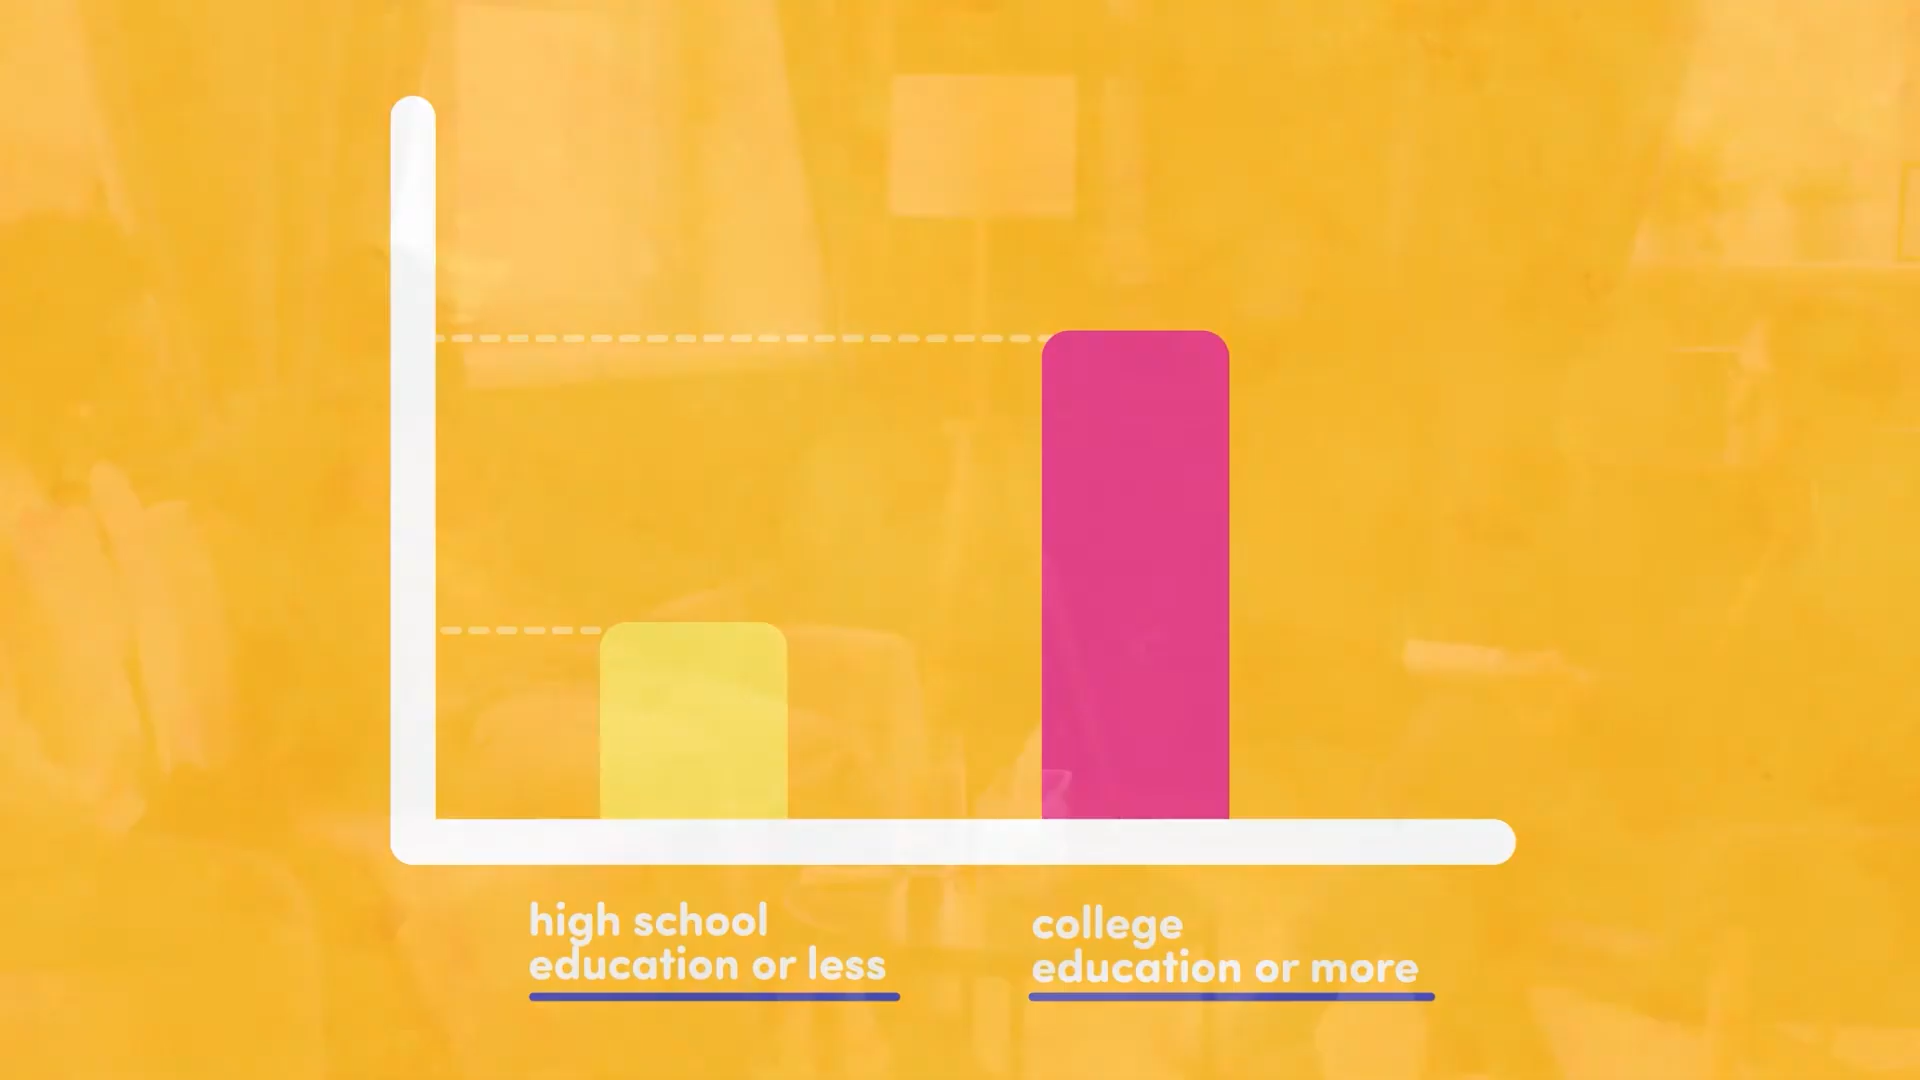 high school
education or less
college
education or more